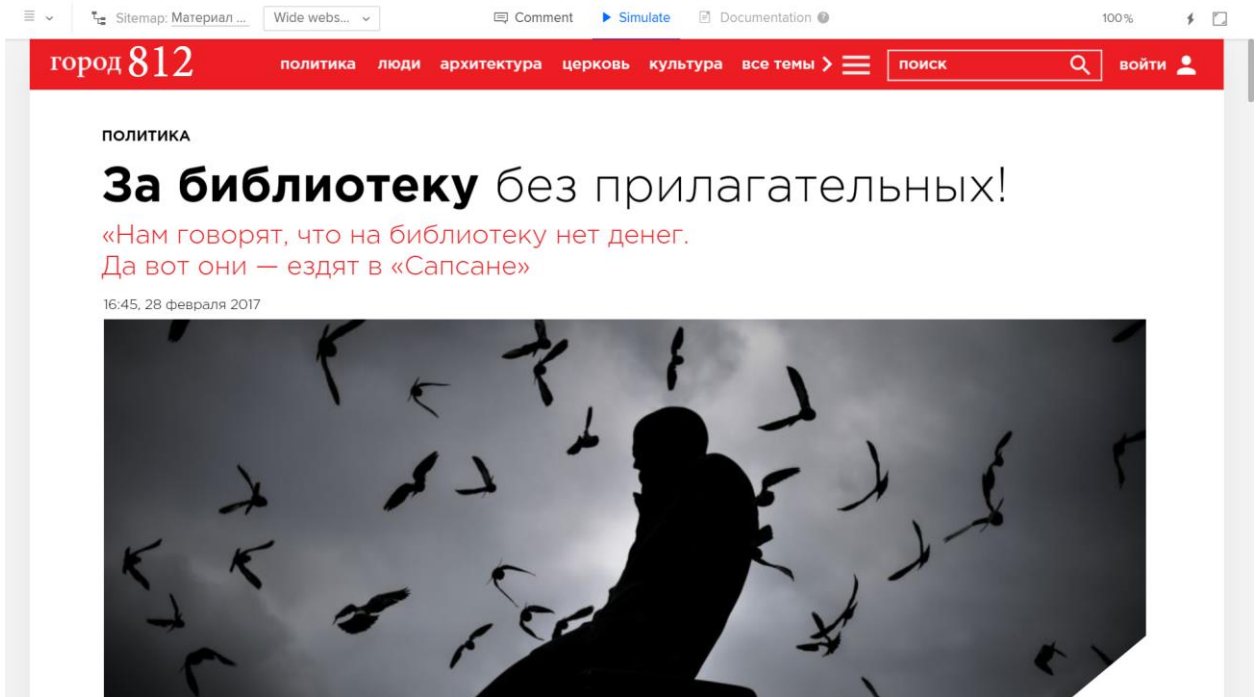 Sitemap: Материал ... Wide webs... Comment Simulate Documentation 100%
город 812 политика люди архитектура церковь культура все темы поиск войти
ПОЛИТИКА
За библиотеку без прилагательных!
«Нам говорят, что на библиотеку нет денег.
Да вот они — ездят в «Сапсане»
16:45, 28 февраля 2017